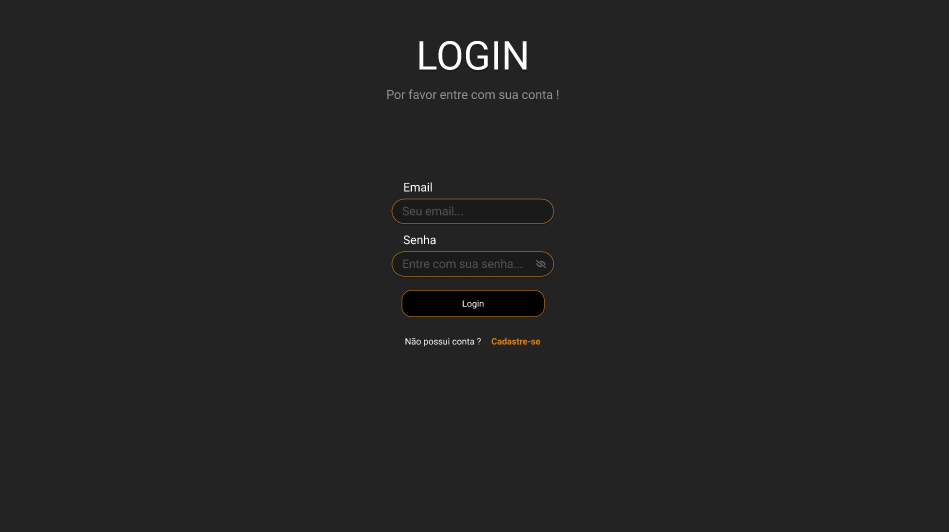 LOGIN
Por favor entre com sua conta !
Email
Seu email...
Senha
Entre com sua senha...
Login
Não possui conta ? Cadastre-se